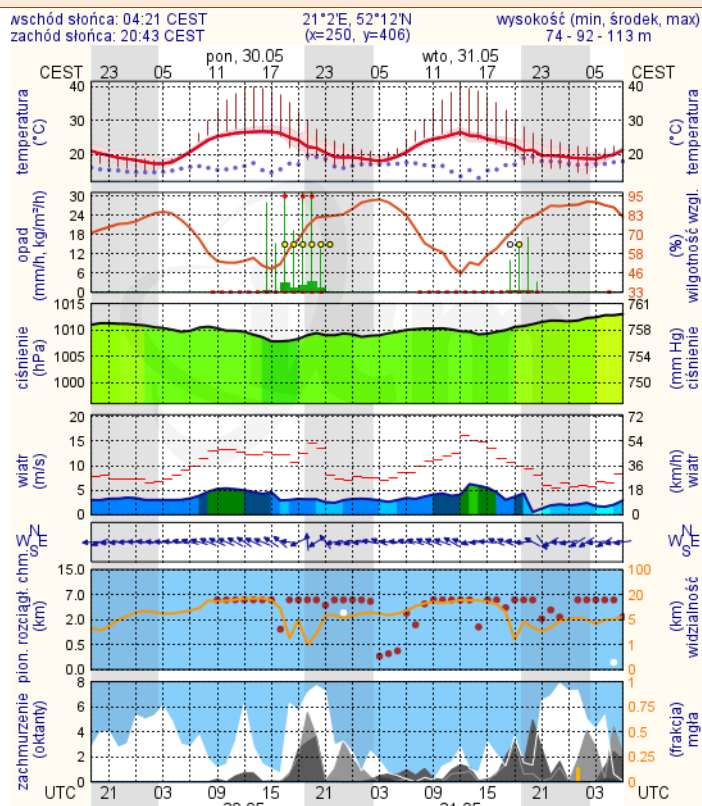 wschód słońca: 04:21 CEST 21°2'E, 52°12'N wysokość (min, środek, max)
zachód słońca: 20:43 CEST (x=250, y=406) 74 - 92 - 113 m
pon, 30.05 wto, 31.05
CEST 23 05 11 17 23 05 11 17 23 05 CEST
temperatura (°C)
40 40
30 30
20 20
temperatura (°C)
opad (mm/h, kg/m²/h)
30 95
24 83
18 70
12 58
6 46
0 33
(%) wilgotność wzgl.
ciśnienie (hPa)
1015 761
1010 758
1005 754
1000 750
(mm Hg) ciśnienie
wiatr (m/s)
20 72
15 54
10 36
5 18
0 0
(km/h) wiatr
N
W E
S
N
W E
S
pion. rozciągł. chm. (km)
15.0 100
7.0 20
2.0 5
0.5 1
0.0 0
(km) widzialność
zachmurzenie (oktanty)
8 1
6 0.75
4 0.5
2 0.25
0 0
(frakcja) mgła
UTC 21 03 09 15 21 03 09 15 21 03 UTC